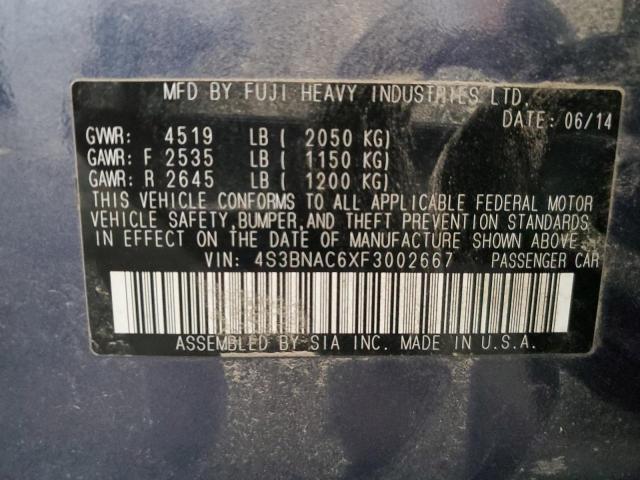 MFD BY FUJI HEAVY INDUSTRIES LTD.
DATE: 06/14
GVWR: 4519 LB ( 2050 KG)
GAWR: F 2535 LB ( 1150 KG)
GAWR: R 2645 LB ( 1200 KG)
THIS VEHICLE CONFORMS TO ALL APPLICABLE FEDERAL MOTOR
VEHICLE SAFETY, BUMPER, AND THEFT PREVENTION STANDARDS
IN EFFECT ON THE DATE OF MANUFACTURE SHOWN ABOVE.
VIN: 4S3BNAC6XF3002667 PASSENGER CAR
ASSEMBLED BY SIA INC. MADE IN U.S.A.